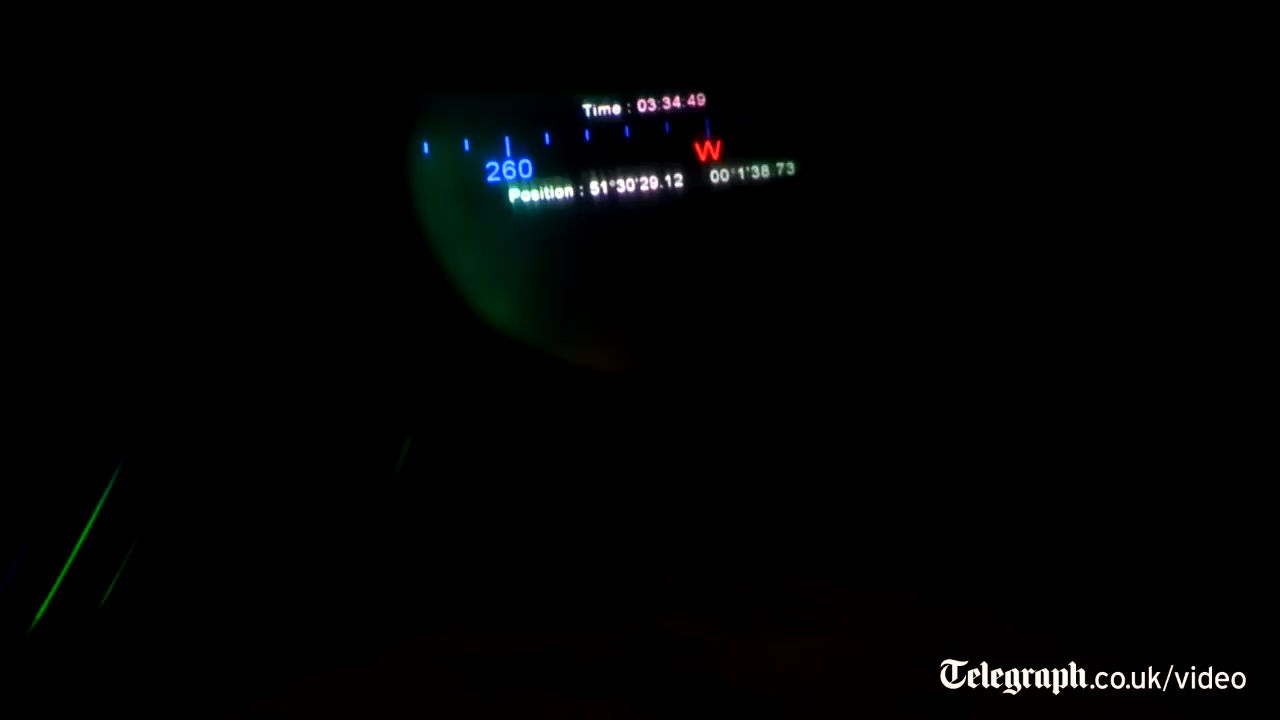 Time : 03:34:49
W
260
Position : 51°30'29.12 00°1'38.73
Telegraph.co.uk/video